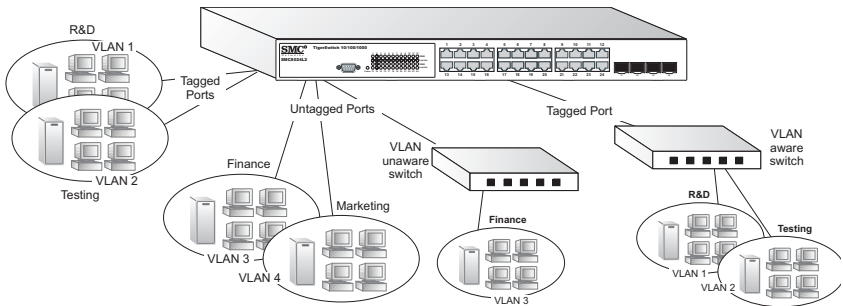 R&D
VLAN 1
VLAN 2
Testing
Tagged
Ports
SMC
Networks
TigerSwitch 10/100/1000
SMC8024L2
1 2 3 4 5 6 7 8 9 10 11 12
13 14 15 16 17 18 19 20 21 22 23 24
Untagged Ports
Tagged Port
Finance
VLAN 3
Marketing
VLAN 4
VLAN
unaware
switch
Finance
VLAN 3
VLAN
aware
switch
R&D
VLAN 1
Testing
VLAN 2